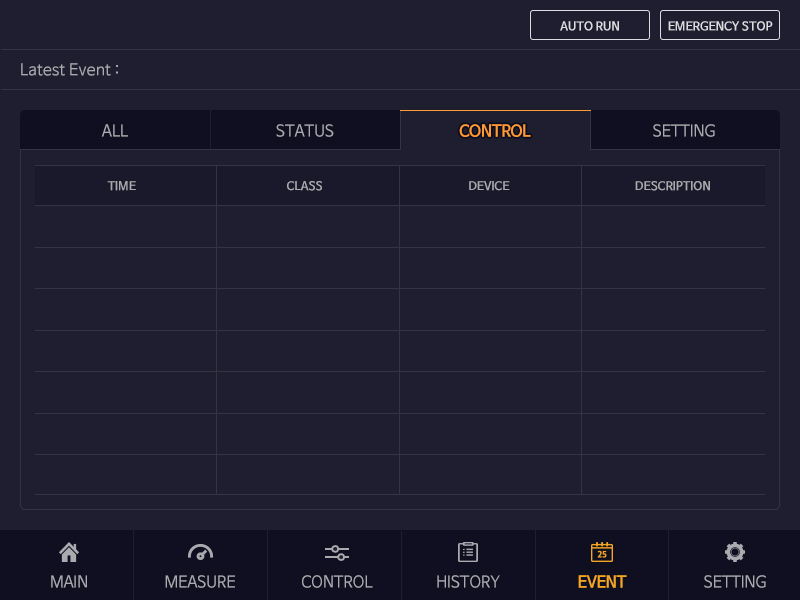 AUTO RUN EMERGENCY STOP
Latest Event :
ALL STATUS CONTROL SETTING
TIME CLASS DEVICE DESCRIPTION
25
MAIN MEASURE CONTROL HISTORY EVENT SETTING